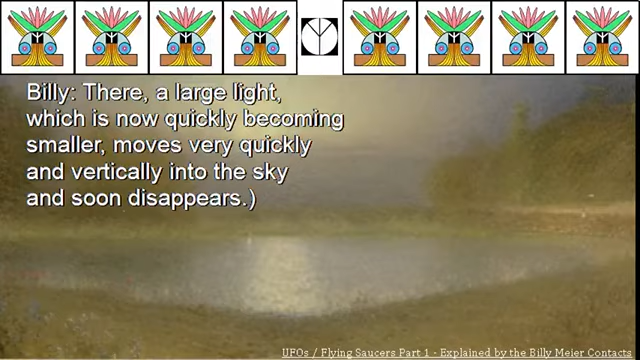 Billy: There, a large light,
which is now quickly becoming
smaller, moves very quickly
and vertically into the sky
and soon disappears.)
UFOs / Flying Saucers Part 1 - Explained by the Billy Meier Contacts